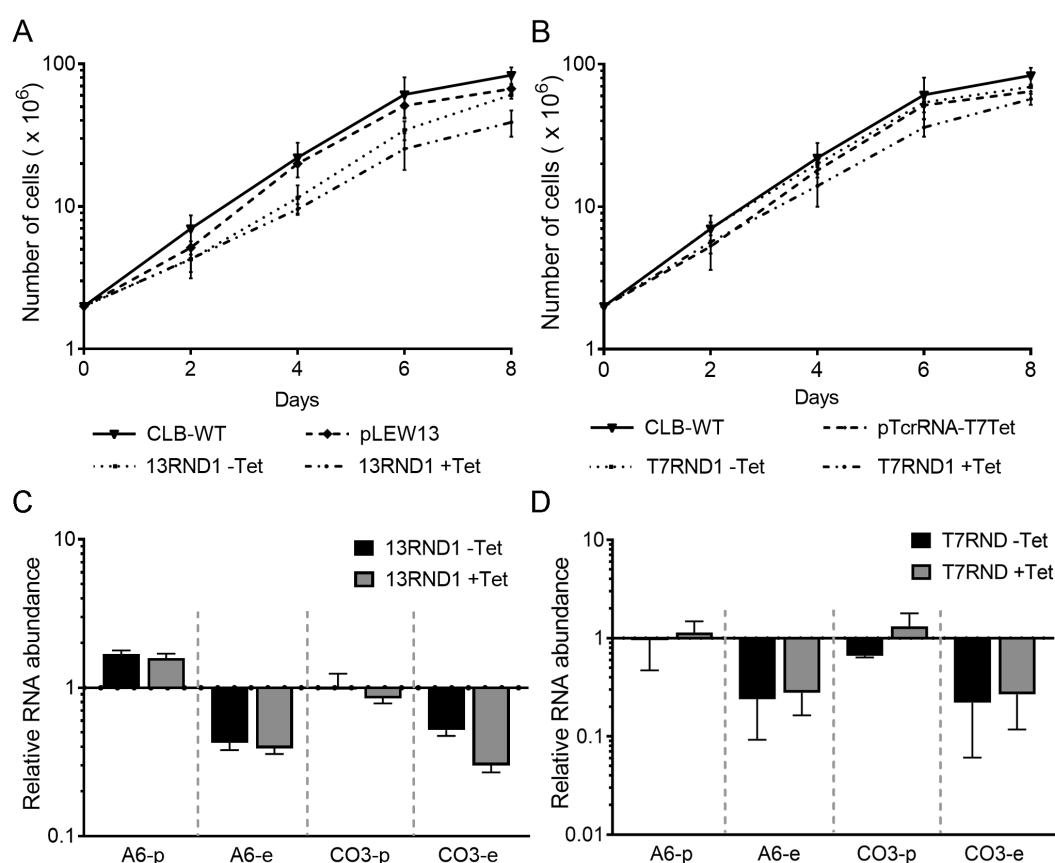 A
Number of cells ( x 10⁶)
100
10
1
0 2 4 6 8
Days
CLB-WT pLEW13
13RND1 -Tet 13RND1 +Tet
B
Number of cells ( x 10⁶)
100
10
1
0 2 4 6 8
Days
CLB-WT pTcrRNA-T7Tet
T7RND1 -Tet T7RND1 +Tet
C
Relative RNA abundance
10
1
0.1
13RND1 -Tet
13RND1 +Tet
A6-p A6-e CO3-p CO3-e
D
Relative RNA abundance
10
1
0.1
0.01
T7RND -Tet
T7RND +Tet
A6-p A6-e CO3-p CO3-e